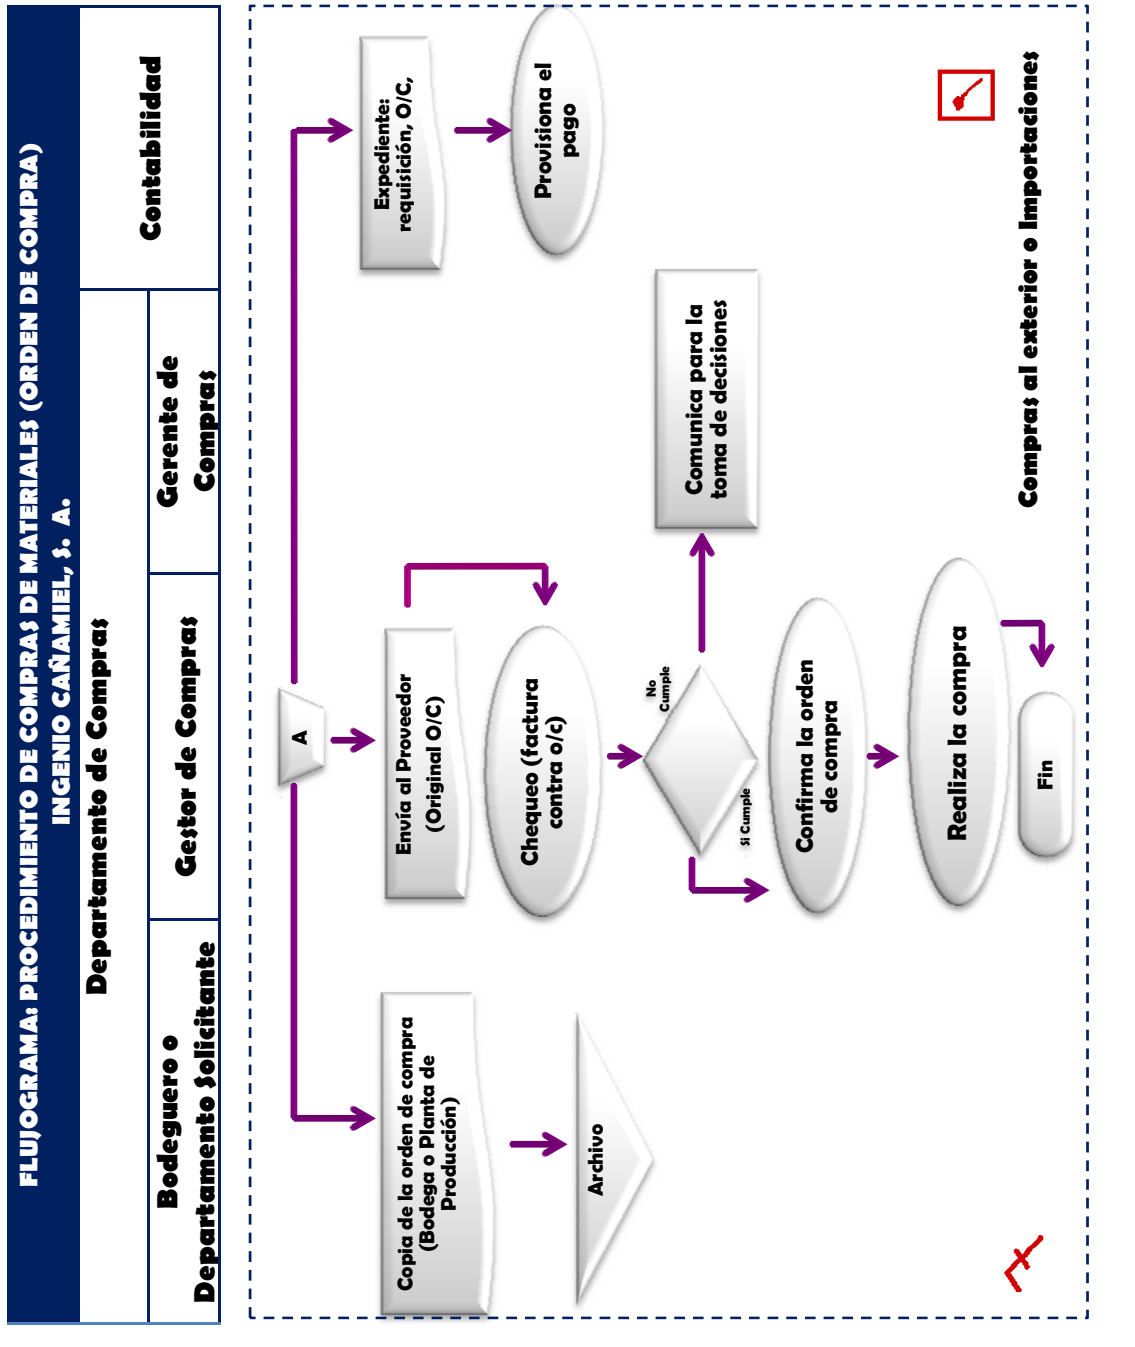 FLUJOGRAMA: PROCEDIMIENTO DE COMPRAS DE MATERIALES (ORDEN DE COMPRA)
INGENIO CAÑAMIEL, S. A.
Departamento de Compras
Contabilidad
Bodeguero o
Departamento Solicitante
Gestor de Compras
Gerente de
Compras
A
Copia de la orden de compra
(Bodega o Planta de
Producción)
Archivo
Envía al Proveedor
(Original O/C)
Chequeo (factura
contra o/c)
No
Cumple
Si Cumple
Comunica para la
toma de decisiones
Confirma la orden
de compra
Realiza la compra
Fin
Expediente:
requisición, O/C,
Provisiona el
pago
Compras al exterior o Importaciones